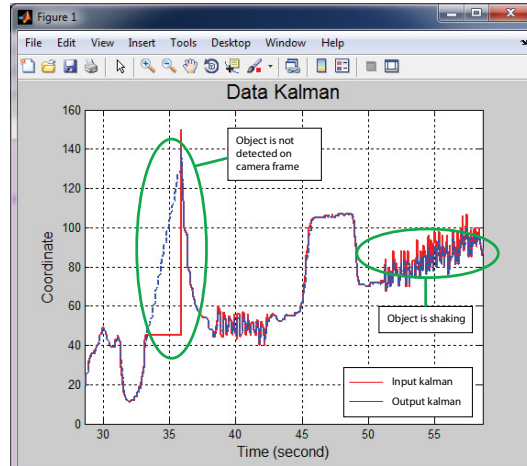 Figure 1
File Edit View Insert Tools Desktop Window Help
Data Kalman
160
140
120
100
80
60
40
20
0
Coordinate
Object is not
detected on
camera frame
Object is shaking
Input kalman
Output kalman
30 35 40 45 50 55
Time (second)